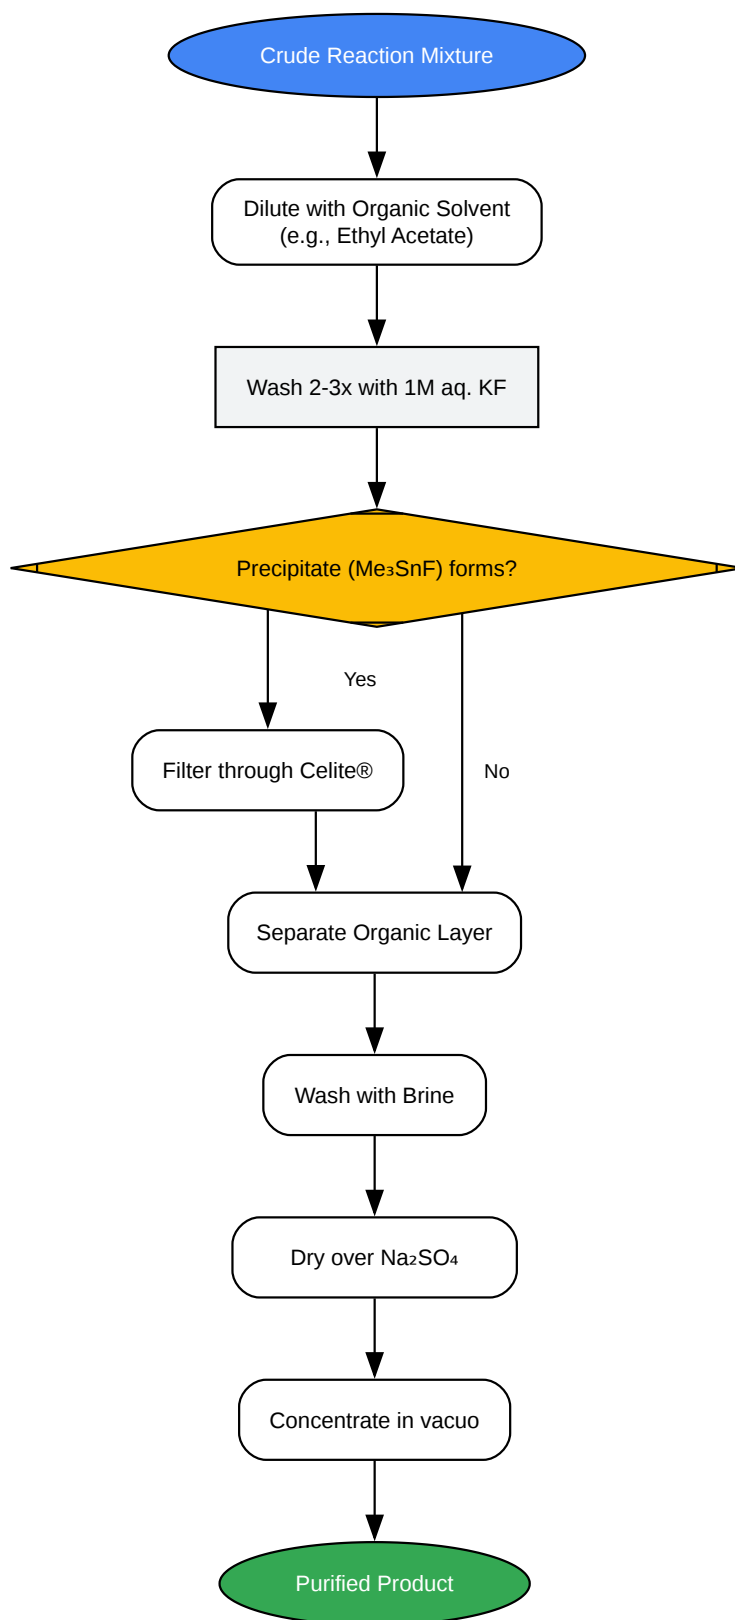 Crude Reaction Mixture
Dilute with Organic Solvent
(e.g., Ethyl Acetate)
Wash 2-3x with 1M aq. KF
Precipitate (Me₃SnF) forms?
Yes
Filter through Celite®
No
Separate Organic Layer
Wash with Brine
Dry over Na₂SO₄
Concentrate in vacuo
Purified Product